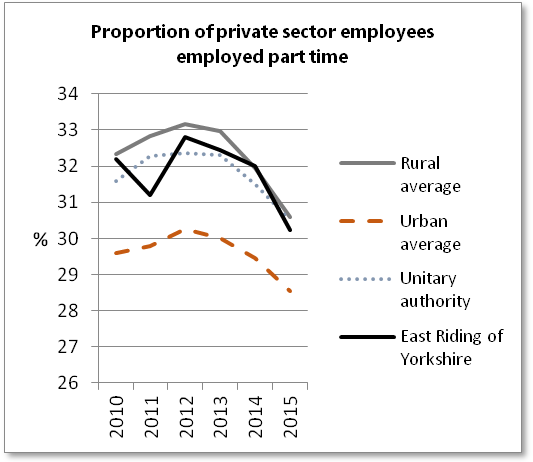 Proportion of private sector employees
employed part time
34
33
32
31
30
29
28
27
26
%
2010
2011
2012
2013
2014
2015
Rural
average
Urban
average
Unitary
authority
East Riding of
Yorkshire